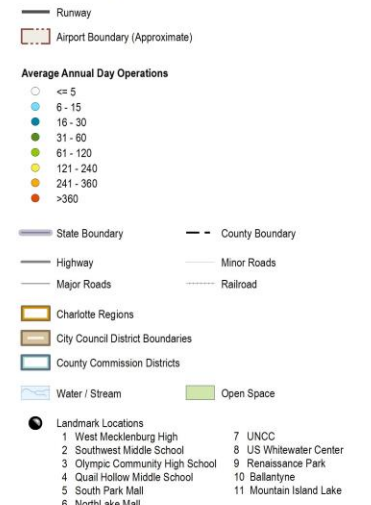 Runway
Airport Boundary (Approximate)
Average Annual Day Operations
<= 5
6 - 15
16 - 30
31 - 60
61 - 120
121 - 240
241 - 360
>360
State Boundary
County Boundary
Highway
Minor Roads
Major Roads
Railroad
Charlotte Regions
City Council District Boundaries
County Commission Districts
Water / Stream
Open Space
Landmark Locations
1 West Mecklenburg High
2 Southwest Middle School
3 Olympic Community High School
4 Quail Hollow Middle School
5 South Park Mall
6 NorthLake Mall
7 UNCC
8 US Whitewater Center
9 Renaissance Park
10 Ballantyne
11 Mountain Island Lake